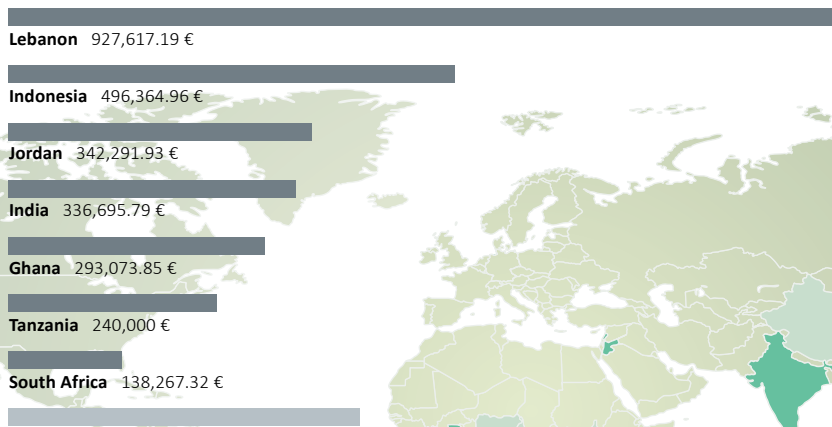 Lebanon 927,617.19 €
Indonesia 496,364.96 €
Jordan 342,291.93 €
India 336,695.79 €
Ghana 293,073.85 €
Tanzania 240,000 €
South Africa 138,267.32 €